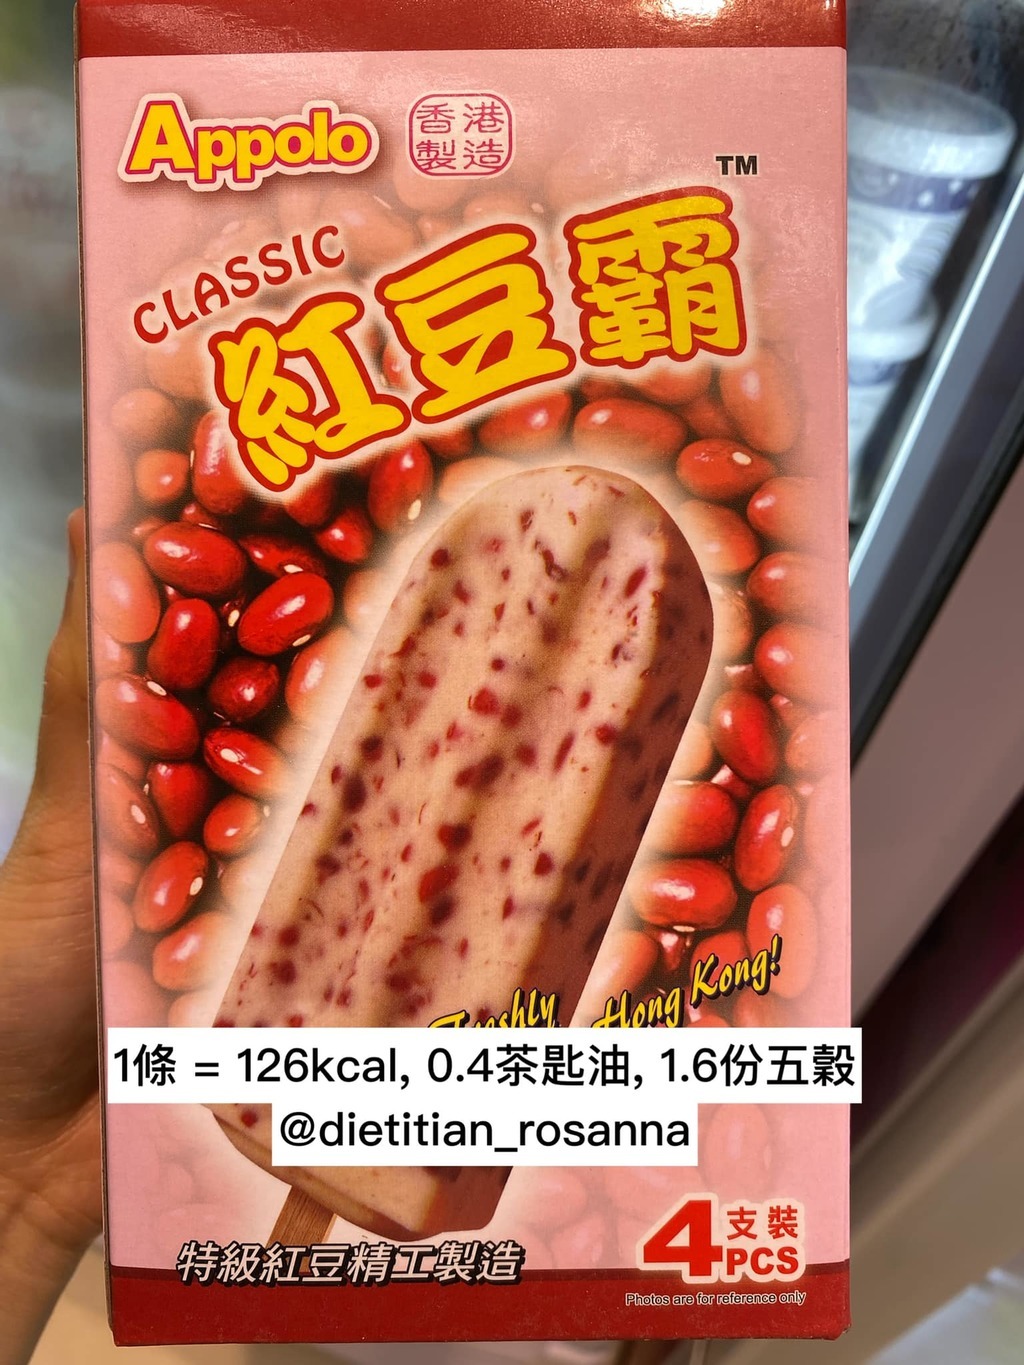 Appolo
香港
製造
TM
CLASSIC
紅豆霸
Freshly
Hong Kong!
1條 = 126kcal, 0.4茶匙油, 1.6份五穀
@dietitian_rosanna
特級紅豆精工製造
4支裝
PCS
Photos are for reference only